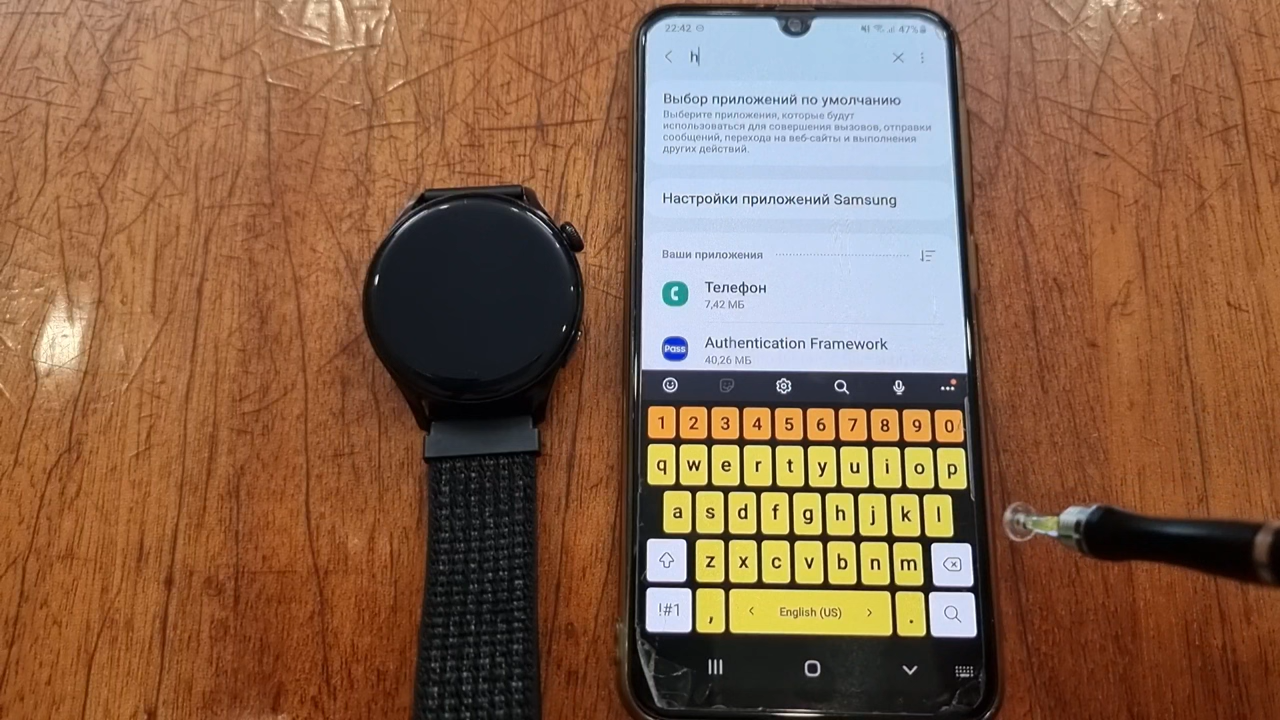 22:42 47%
h
Выбор приложений по умолчанию
Выберите приложения, которые будут
использоваться для совершения вызовов, отправки
сообщений, перехода на веб-сайты и выполнения
других действий.
Настройки приложений Samsung
Ваши приложения
Телефон
7,42 МБ
Pass
Authentication Framework
40,26 МБ
1 2 3 4 5 6 7 8 9 0
q w e r t y u i o p
a s d f g h j k l
z x c v b n m
!#1 , < English (US) > .